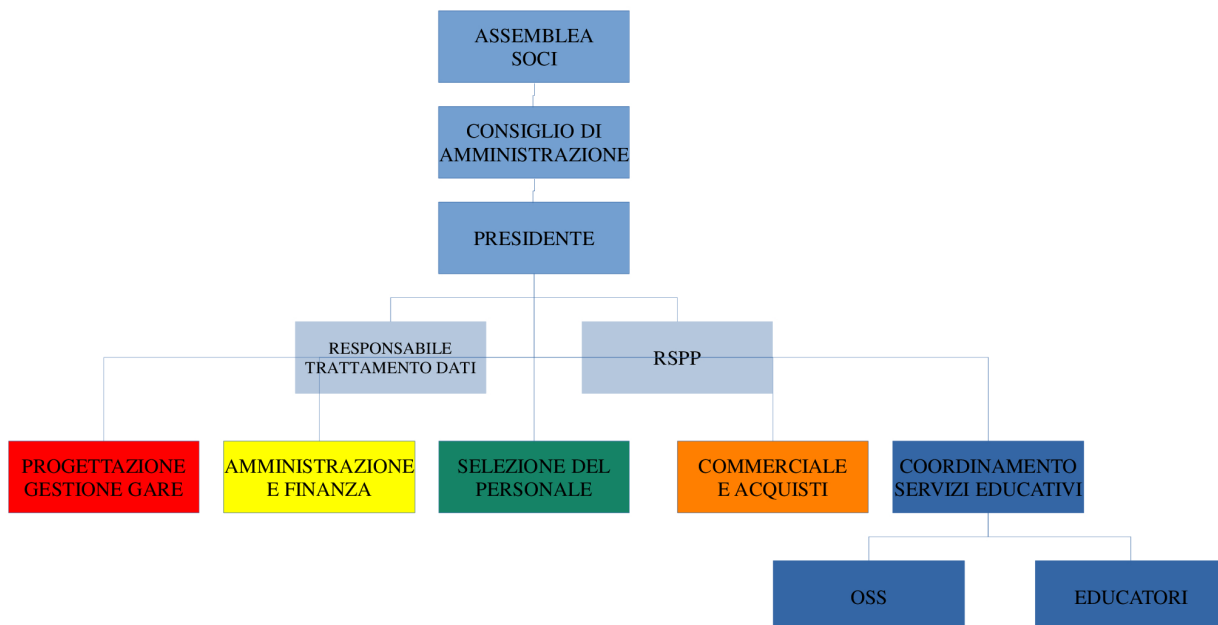 ASSEMBLEA
SOCI
CONSIGLIO DI
AMMINISTRAZIONE
PRESIDENTE
RESPONSABILE
TRATTAMENTO DATI
RSPP
PROGETTAZIONE
GESTIONE GARE
AMMINISTRAZIONE
E FINANZA
SELEZIONE DEL
PERSONALE
COMMERCIALE
E ACQUISTI
COORDINAMENTO
SERVIZI EDUCATIVI
OSS
EDUCATORI